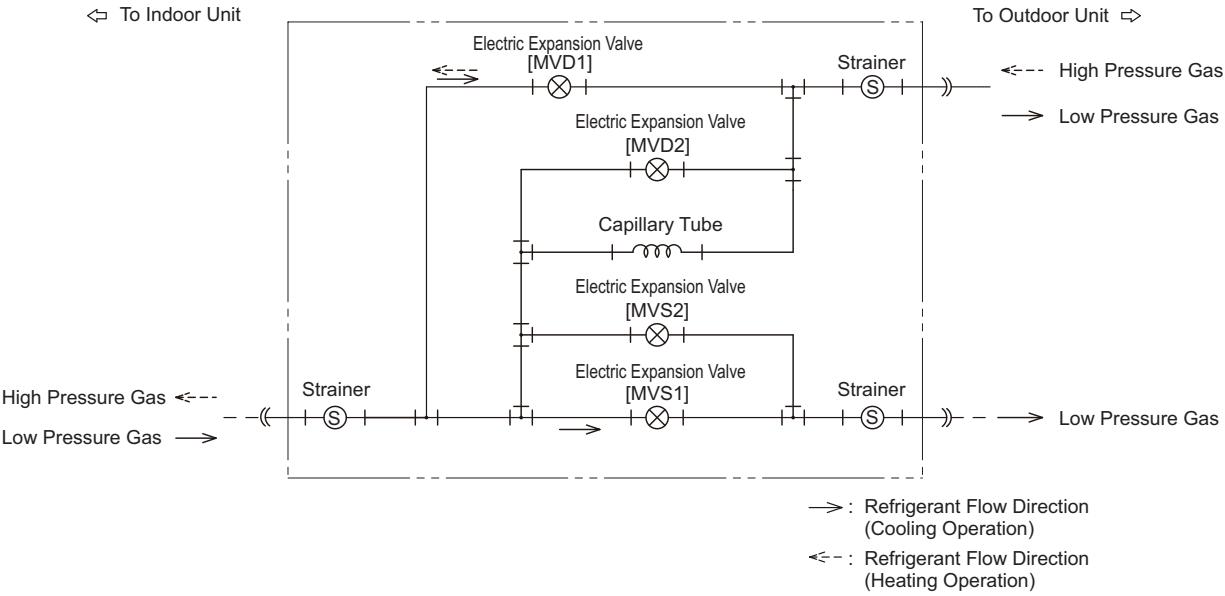 To Indoor Unit
To Outdoor Unit
Electric Expansion Valve
[MVD1]
Strainer
S
High Pressure Gas
Low Pressure Gas
Electric Expansion Valve
[MVD2]
Capillary Tube
Electric Expansion Valve
[MVS2]
Electric Expansion Valve
[MVS1]
Strainer
S
Strainer
S
High Pressure Gas
Low Pressure Gas
Low Pressure Gas
: Refrigerant Flow Direction
(Cooling Operation)
: Refrigerant Flow Direction
(Heating Operation)